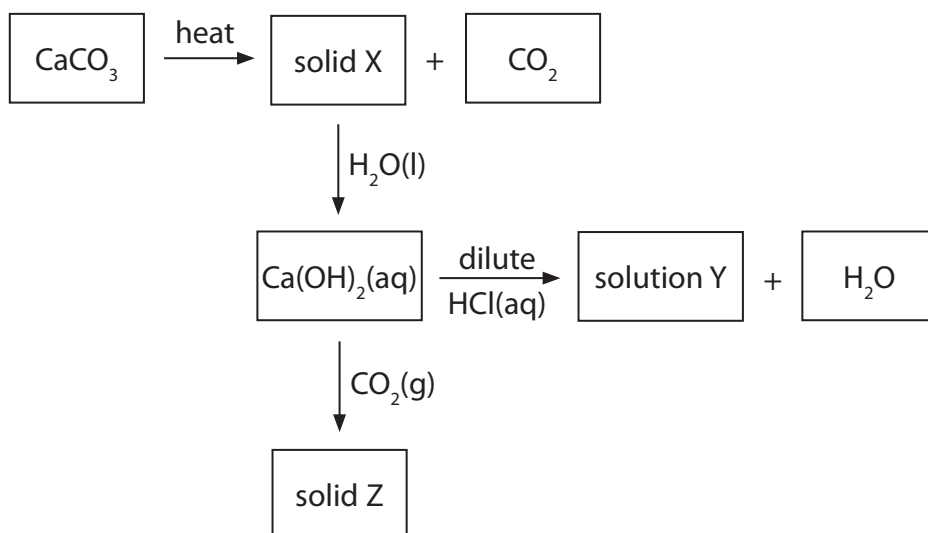 heat
CaCO₃ solid X + CO₂
H₂O(l)
Ca(OH)₂(aq) dilute HCl(aq) solution Y + H₂O
CO₂(g)
solid Z